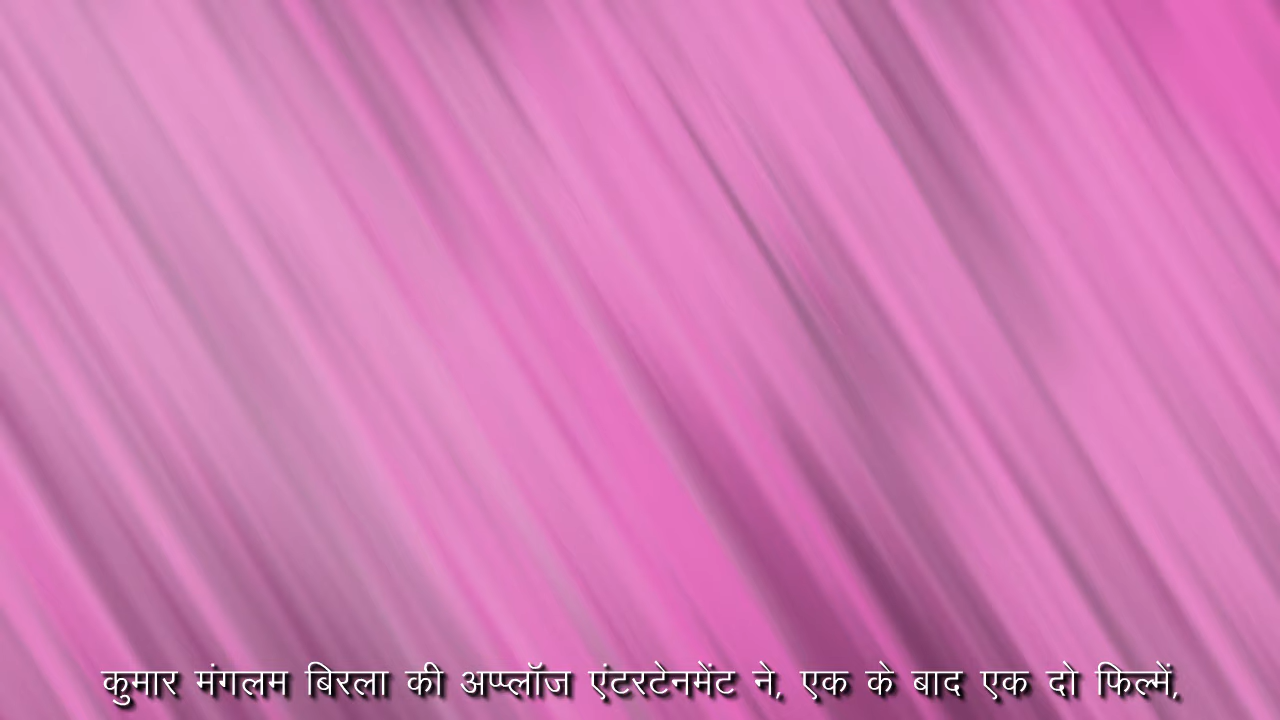 कुमार मंगलम बिरला की अप्प्लॉज एंटरटेनमेंट ने, एक के बाद एक दो फिल्में,